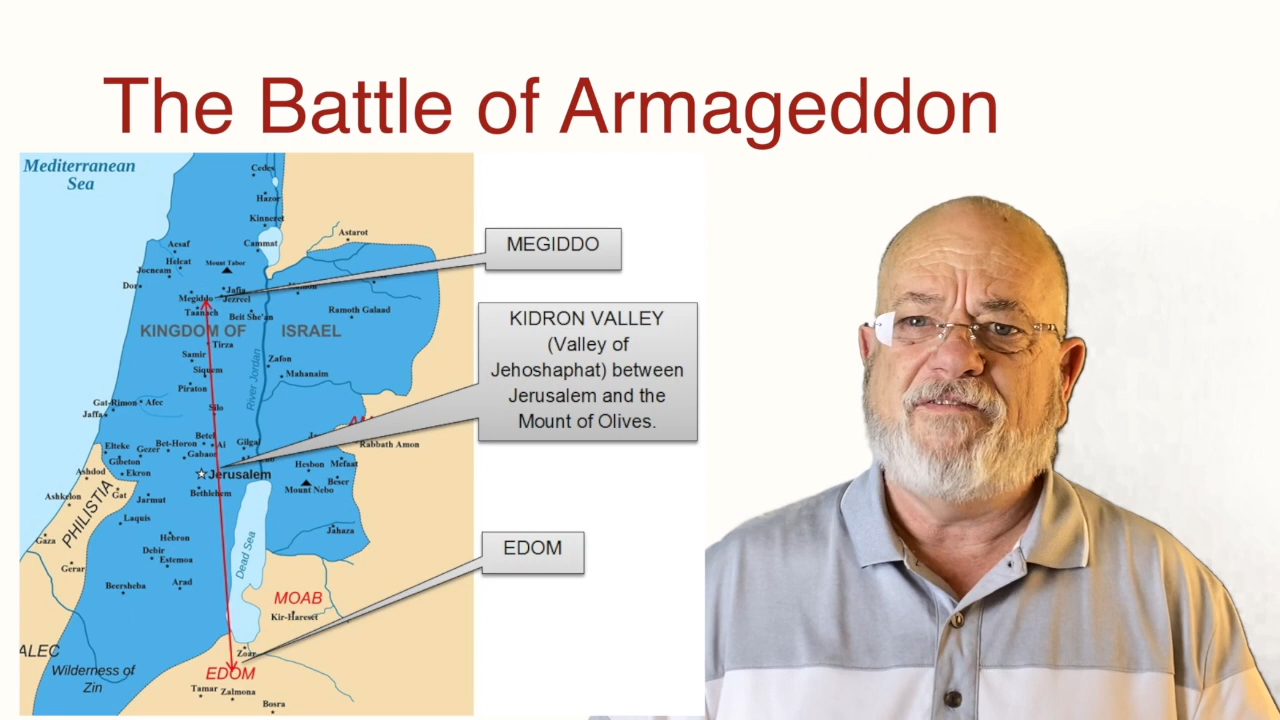 The Battle of Armageddon
Mediterranean
Sea
Cedes
Hazor
Kinneret
Astarot
Acsaf
Cammat
MEGIDDO
Helcat
Mount Tabor
Jocneam
Dor
Jafia
Megiddo
Jezreel
Taanach
Beit She'an
Ramoth Galaad
KINGDOM OF ISRAEL
KIDRON VALLEY
(Valley of
Jehoshaphat) between
Jerusalem and the
Mount of Olives.
Tirza
Samir
Zafon
Siquem
Mahanaim
Piraton
River Jordan
Gat-Rimon
Afec
Silo
Jaffa
Betel
Bet-Horon
Ai
Gilgal
Elteke
Gezer
Gabaon
Rabbath Amon
Gibeton
Hesbon
Mefaat
Ashdod
Ekron
Jerusalem
Beser
Mount Nebo
Ashkelon
Gat
Jarmut
Bethlehem
PHILISTIA
Laquis
Jahaza
Gaza
Hebron
Debir
Dead Sea
EDOM
Estemoa
Gerar
Beersheba
Arad
MOAB
Kir-Hareset
ALEC
Zoar
Wilderness of
Zin
EDOM
Tamar
Zalmona
Bosra